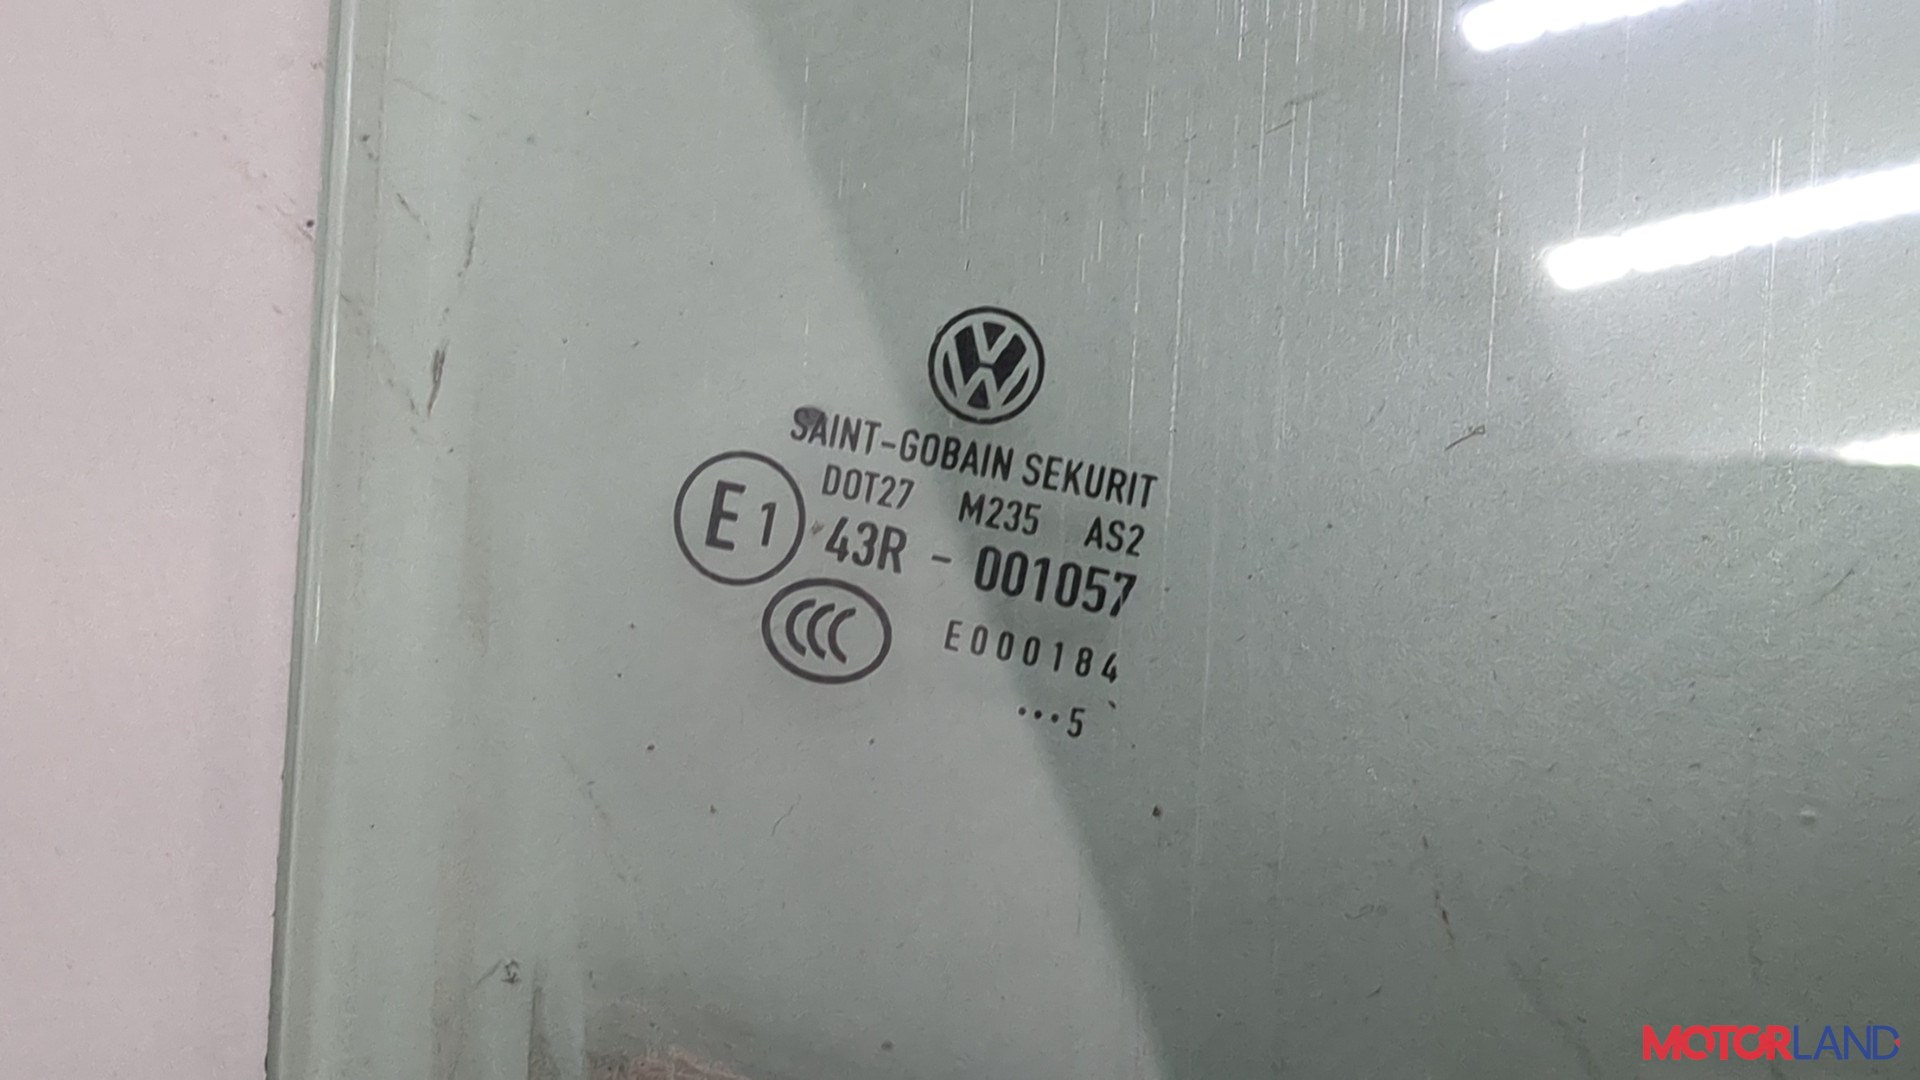 SAINT-GOBAIN SEKURIT
DOT27 M235 AS2
E1 43R - 001057
CCC E000184
•••5
MOTORLAND